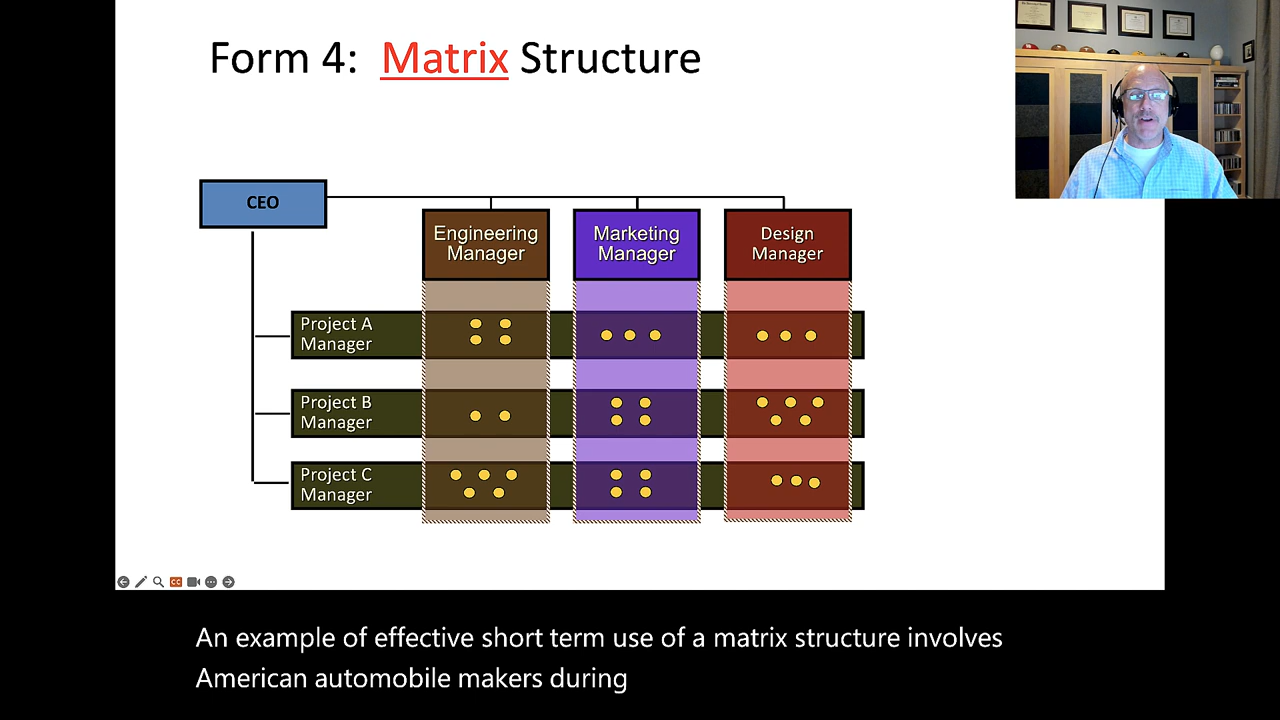 Form 4: Matrix Structure
CEO
Engineering
Manager
Marketing
Manager
Design
Manager
Project A
Manager
Project B
Manager
Project C
Manager
CC
An example of effective short term use of a matrix structure involves
American automobile makers during